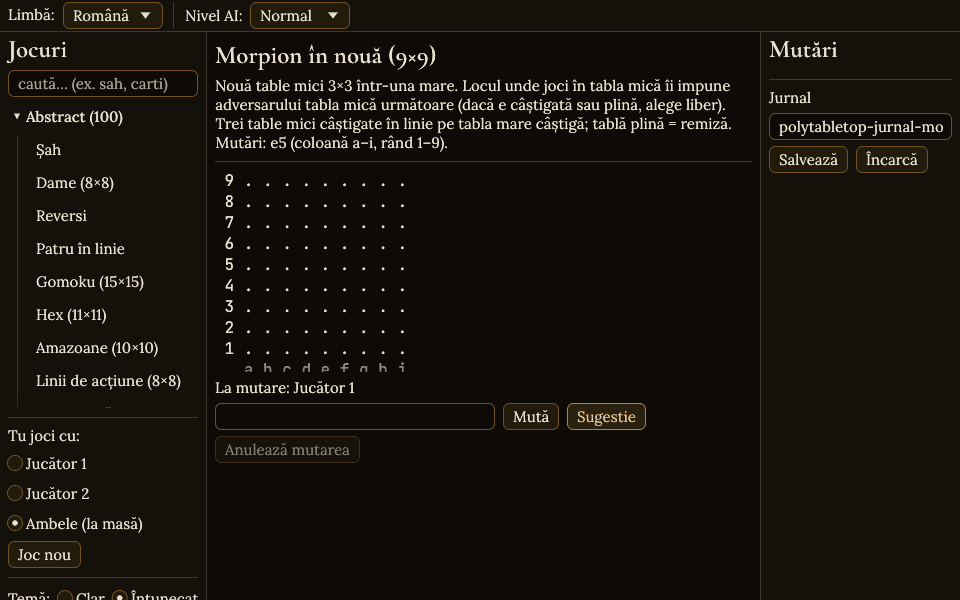 Limbă: Română ▼ Nivel AI: Normal ▼
Jocuri
caută... (ex. sah, carti)
▼ Abstract (100)
Șah
Dame (8×8)
Reversi
Patru în linie
Gomoku (15×15)
Hex (11×11)
Amazoane (10×10)
Linii de acțiune (8×8)
Tu joci cu:
Jucător 1
Jucător 2
Ambele (la masă)
Joc nou
Temă: Clar Întunecat
Morpion în nouă (9×9)
Nouă table mici 3×3 într-una mare. Locul unde joci în tabla mică îi impune
adversarului tabla mică următoare (dacă e câștigată sau plină, alege liber).
Trei table mici câștigate în linie pe tabla mare câștigă; tablă plină = remiză.
Mutări: e5 (coloană a–i, rând 1–9).
9 . . . . . . . . .
8 . . . . . . . . .
7 . . . . . . . . .
6 . . . . . . . . .
5 . . . . . . . . .
4 . . . . . . . . .
3 . . . . . . . . .
2 . . . . . . . . .
1 . . . . . . . . .
a b c d e f g h i
La mutare: Jucător 1
Mută Sugestie
Anulează mutarea
Mutări
Jurnal
polytabletop-jurnal-mo
Salvează Încarcă